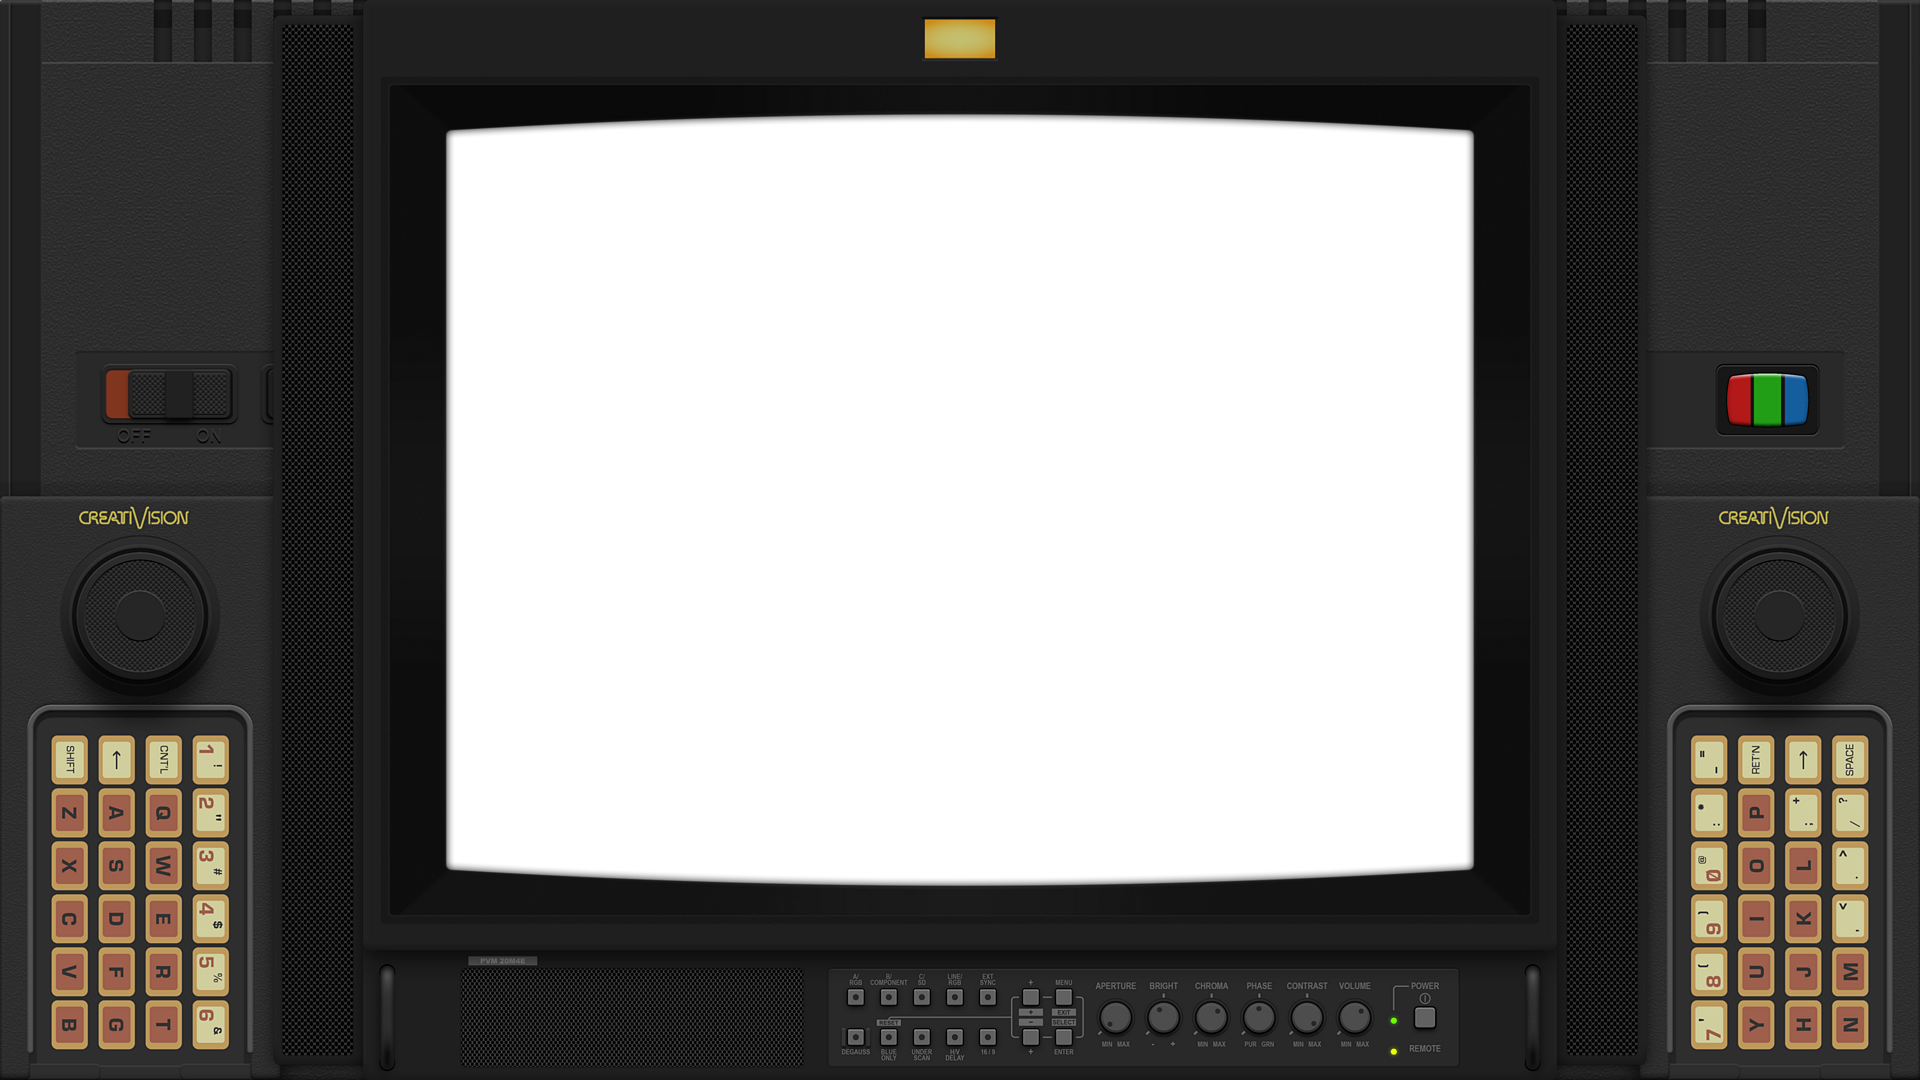 OFF ON
CREATIVISION
SHIFT ← CNT'L 1 !
Z A Q 2 "
X S W 3 #
C D E 4 $
V F R 5 %
B G T 6 &
CREATIVISION
= - RET'N → SPACE
* : P + ; ? /
@ 0 O L > .
) 9 I K < ,
( 8 U J M
' 7 Y H N
PVM 20M4E
A/ RGB
B/ COMPONENT
C/ SD
LINE/ RGB
EXT SYNC
+
MENU
RESET
+
EXIT
−
SELECT
DEGAUSS
BLUE ONLY
UNDER SCAN
H/V DELAY
16 / 9
+
ENTER
APERTURE BRIGHT CHROMA PHASE CONTRAST VOLUME
MIN MAX - + MIN MAX PUR GRN MIN MAX MIN MAX
POWER
REMOTE